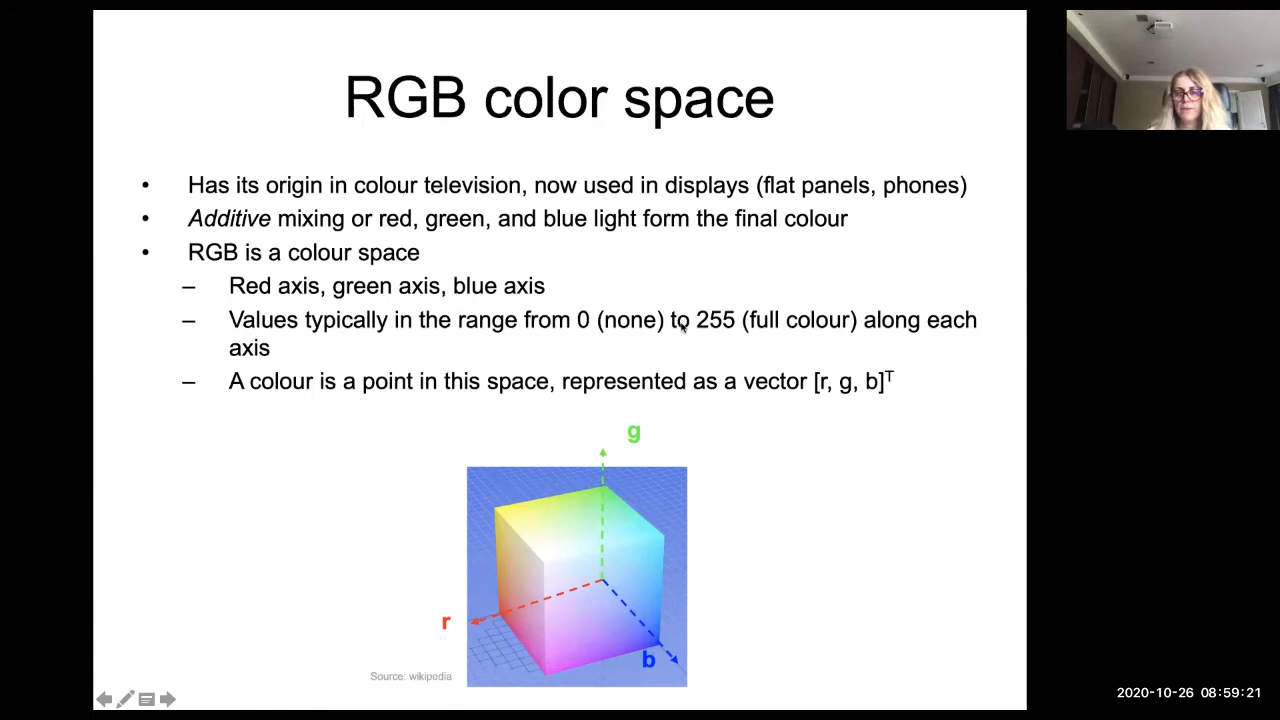 RGB color space
• Has its origin in colour television, now used in displays (flat panels, phones)
• Additive mixing or red, green, and blue light form the final colour
• RGB is a colour space
– Red axis, green axis, blue axis
– Values typically in the range from 0 (none) to 255 (full colour) along each
axis
– A colour is a point in this space, represented as a vector [r, g, b]ᵀ
g
r
b
Source: wikipedia
2020-10-26 08:59:21